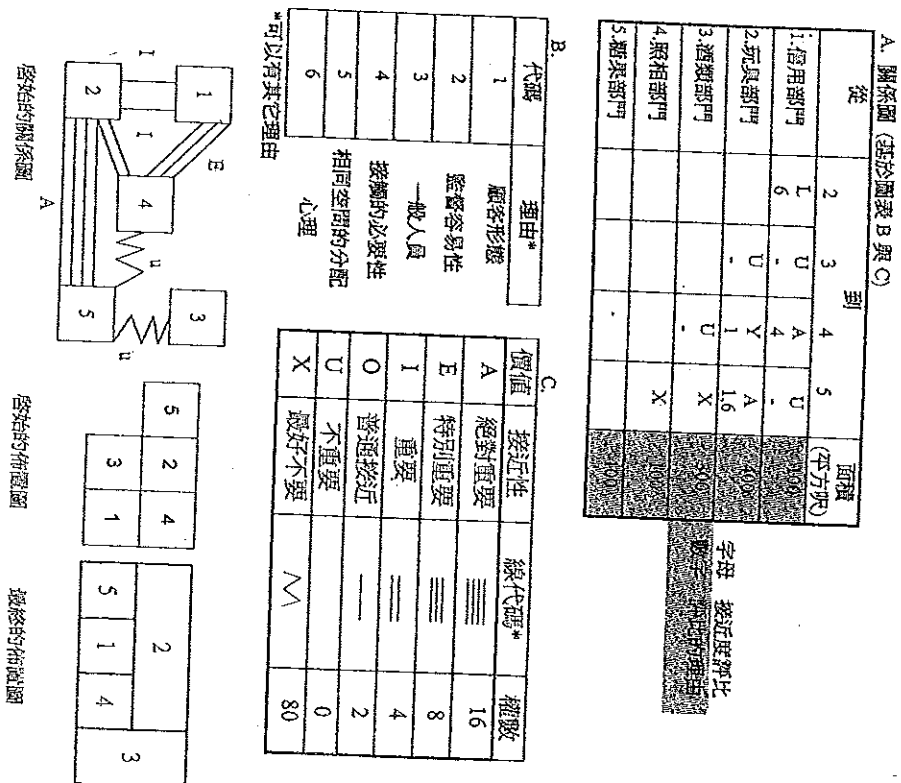 A. 關係圖 (基於圖表 B 與 C)
從 到 面積
2 3 4 5 (平方呎)
1.信用部門 L U A U 100
6 - 4 -
2.玩具部門 U Y A 400
- 1 1.6
3.酒類部門 U X 300
-
4.照相部門 X 100
5.糖果部門 - 100
字母 接近度評比
數字 評比的理由
B.
代碼 理由*
1 顧客形態
2 監督容易性
3 一般人員
4 接觸的必要性
5 相同空間的分配
6 心理
*可以有其它理由
C.
價值 接近性 線代碼* 權數
A 絕對重要 16
E 特別重要 8
I 重要 4
O 普通接近 2
U 不重要 0
X 最好不要 80
1 E
I I 4
2 u 3
A 5 u
啓始的關係圖
5 2 4
3 1
啓始的佈置圖
2 3
5 1 4
最終的佈置圖